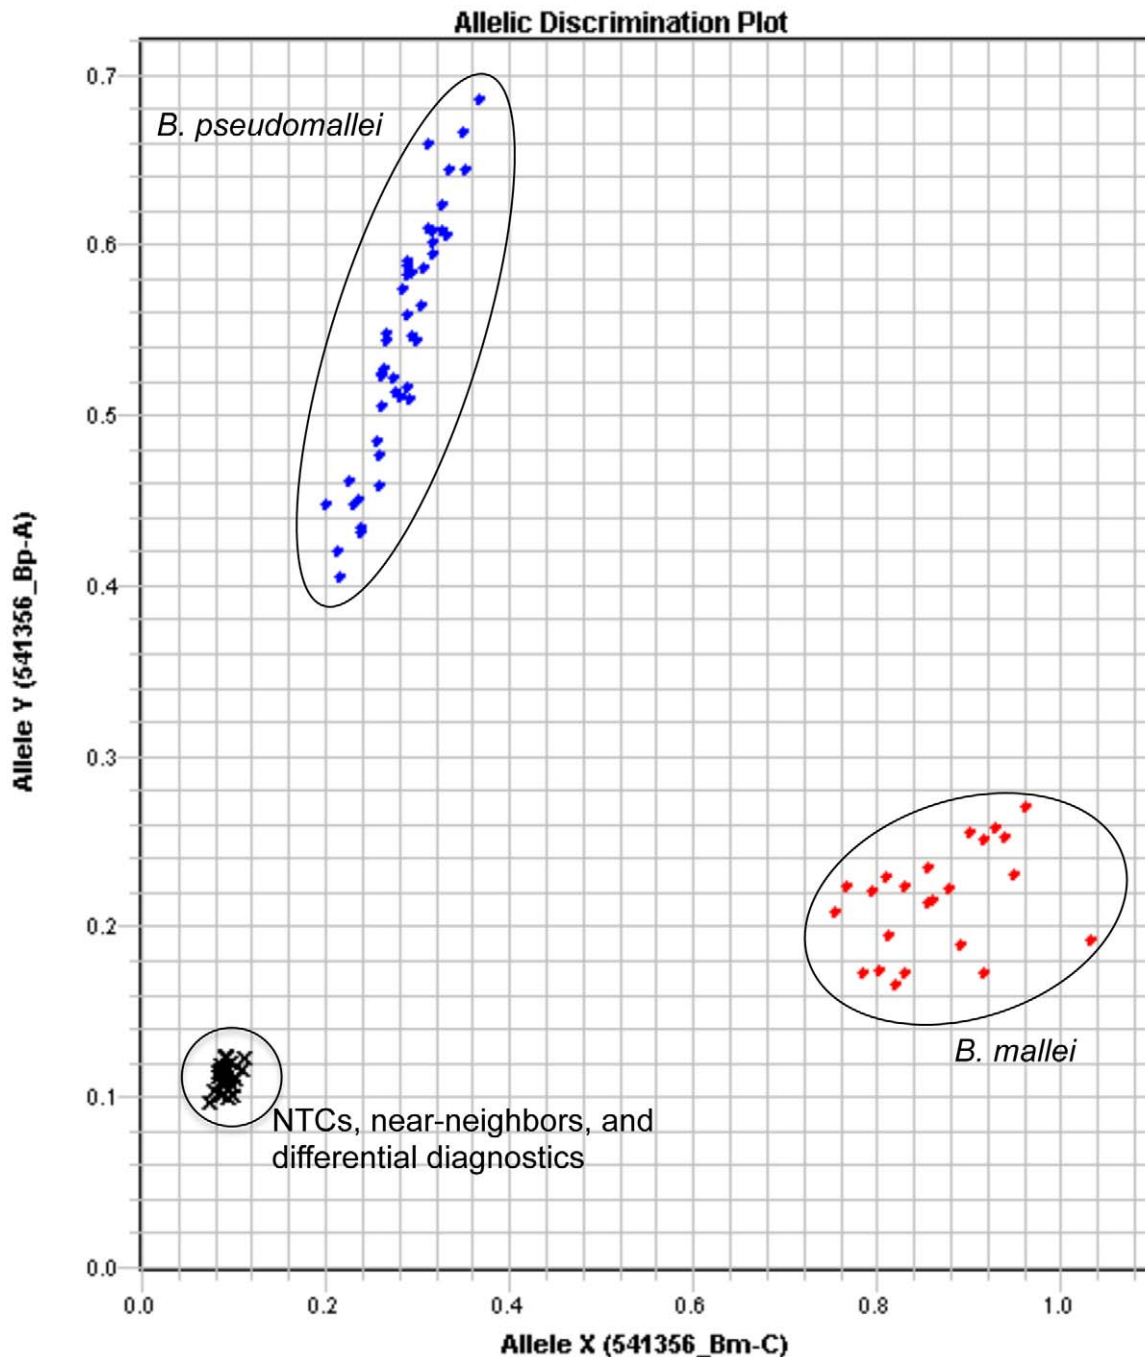 Allelic Discrimination Plot
B. pseudomallei
0.7
0.6
0.5
0.4
0.3
0.2
0.1
0.0
Allele Y (541356_Bp-A)
B. mallei
NTCs, near-neighbors, and
differential diagnostics
0.0 0.2 0.4 0.6 0.8 1.0
Allele X (541356_Bm-C)